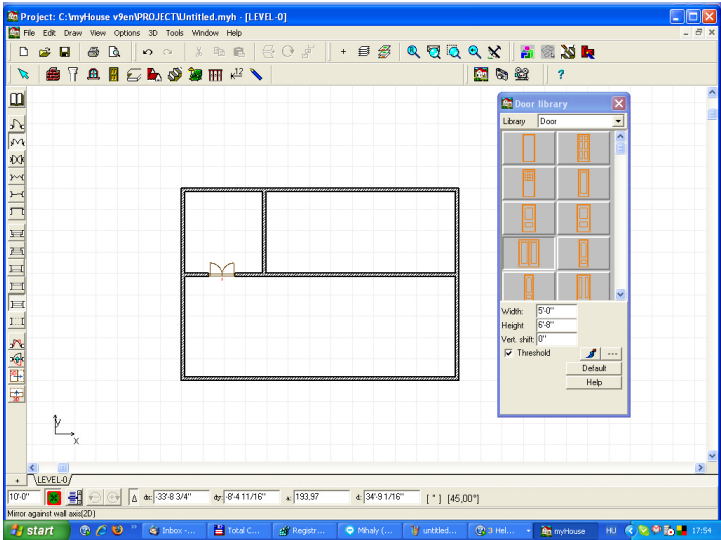 Project: C:\myHouse v9en\PROJECT\Untitled.myh - [LEVEL-0]
File Edit Draw View Options 3D Tools Window Help
K12
?
Door library
Library Door
Width: 5'-0"
Height 6'-8"
Vert. shift: 0"
Threshold
Default
Help
y
x
LEVEL-0
10'-0" dx: -33'-8 3/4" dy: -8'-4 11/16" a: 193,97 d: 34'-9 1/16" [ * ] [45,00°]
Mirror against wall axis(2D)
start Inbox -... Total C... Registr... Mihaly (... untitled... 3 Hel... myHouse HU 17:54